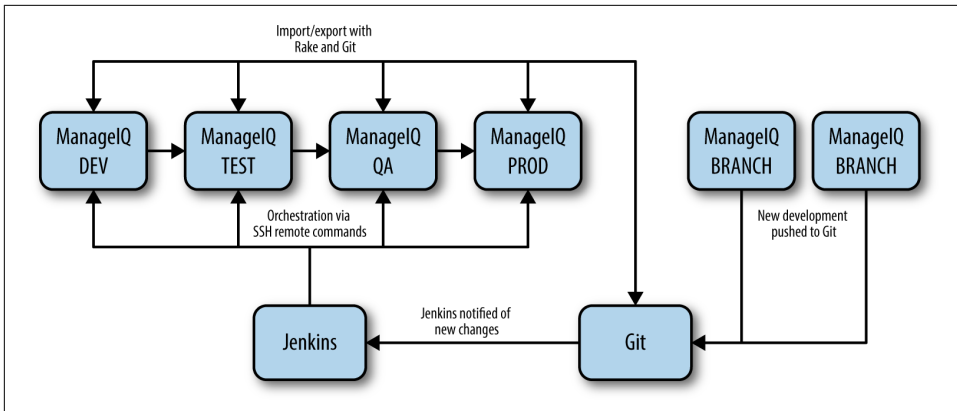 Import/export with
Rake and Git
ManageIQ
DEV
ManageIQ
TEST
ManageIQ
QA
ManageIQ
PROD
ManageIQ
BRANCH
ManageIQ
BRANCH
Orchestration via
SSH remote commands
New development
pushed to Git
Jenkins
Jenkins notified of
new changes
Git